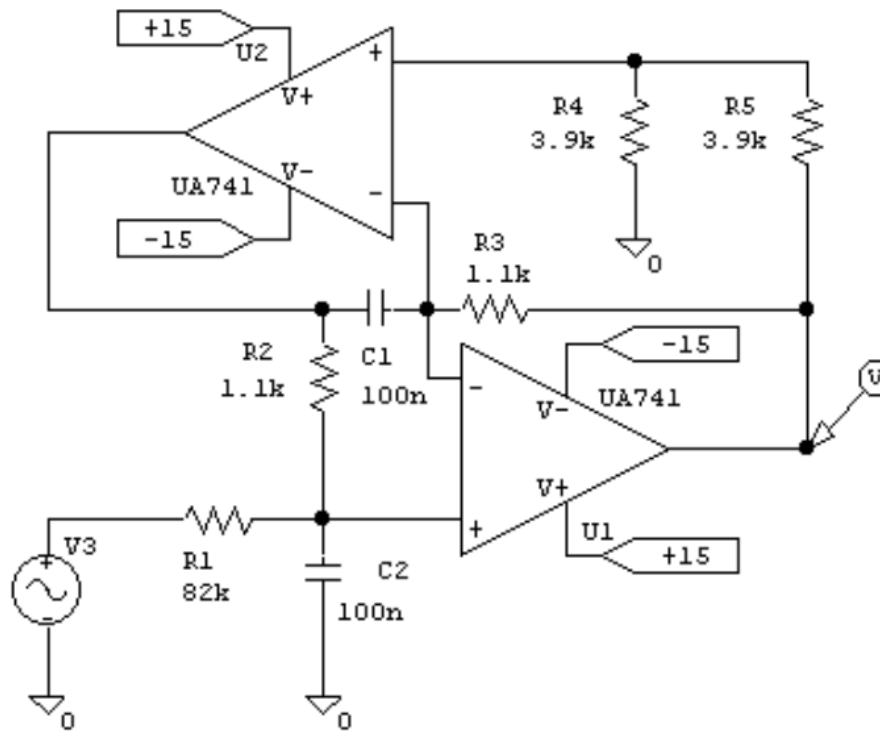 +15
U2
V+
+
R4
3.9k
R5
3.9k
V-
UA741
-
-15
0
R3
1.1k
R2
1.1k
C1
100n
-15
-
V-
UA741
V
V+
+
U1
+15
V3
+
-
R1
82k
C2
100n
0
0